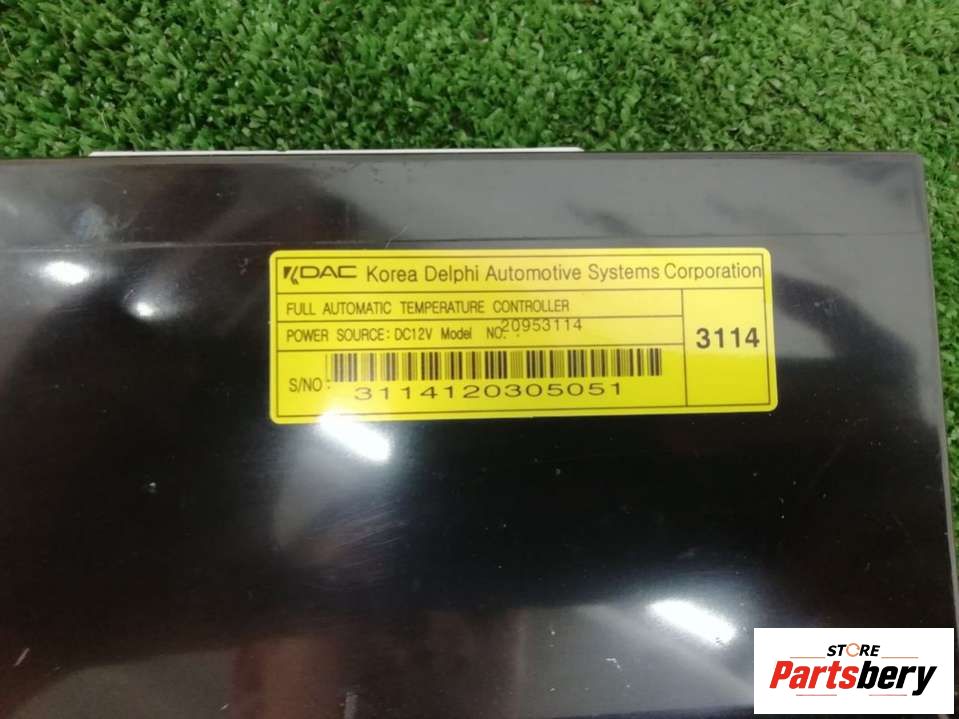 KDAC Korea Delphi Automotive Systems Corporation
FULL AUTOMATIC TEMPERATURE CONTROLLER
POWER SOURCE: DC12V Model NO. : 20953114
3114
S/NO : 3114120305051
STORE
Partsbery